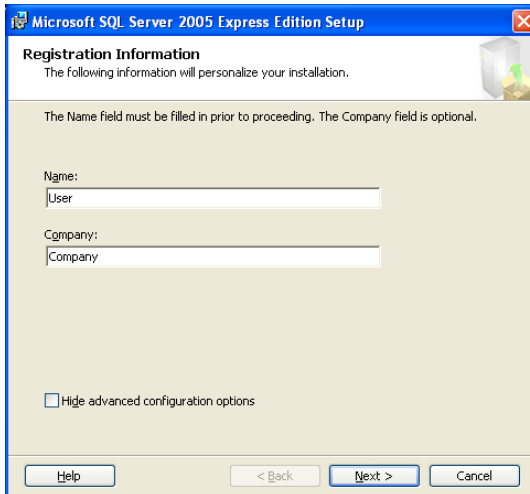 Microsoft SQL Server 2005 Express Edition Setup
Registration Information
The following information will personalize your installation.
The Name field must be filled in prior to proceeding. The Company field is optional.
Name:
User
Company:
Company
Hide advanced configuration options
Help < Back Next > Cancel